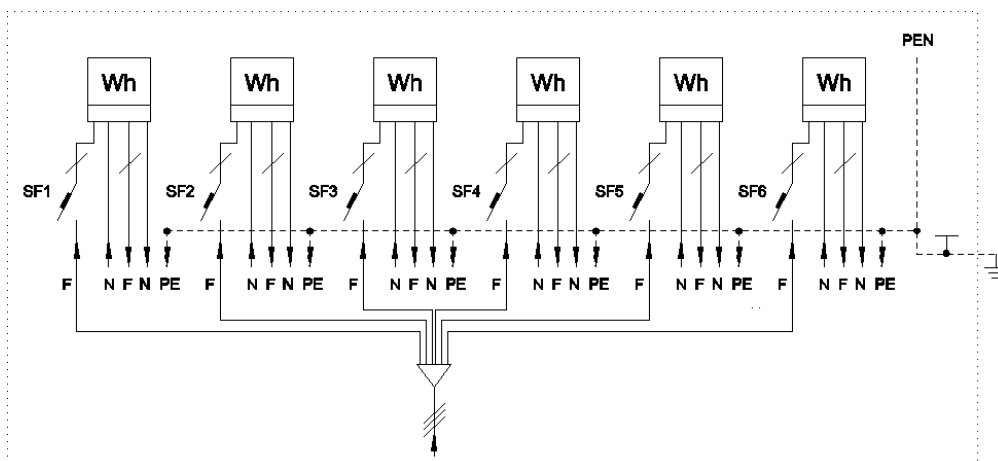 PEN
Wh Wh Wh Wh Wh Wh
SF1 SF2 SF3 SF4 SF5 SF6
F N F N PE F N F N PE F N F N PE F N F N PE F N F N PE F N F N PE